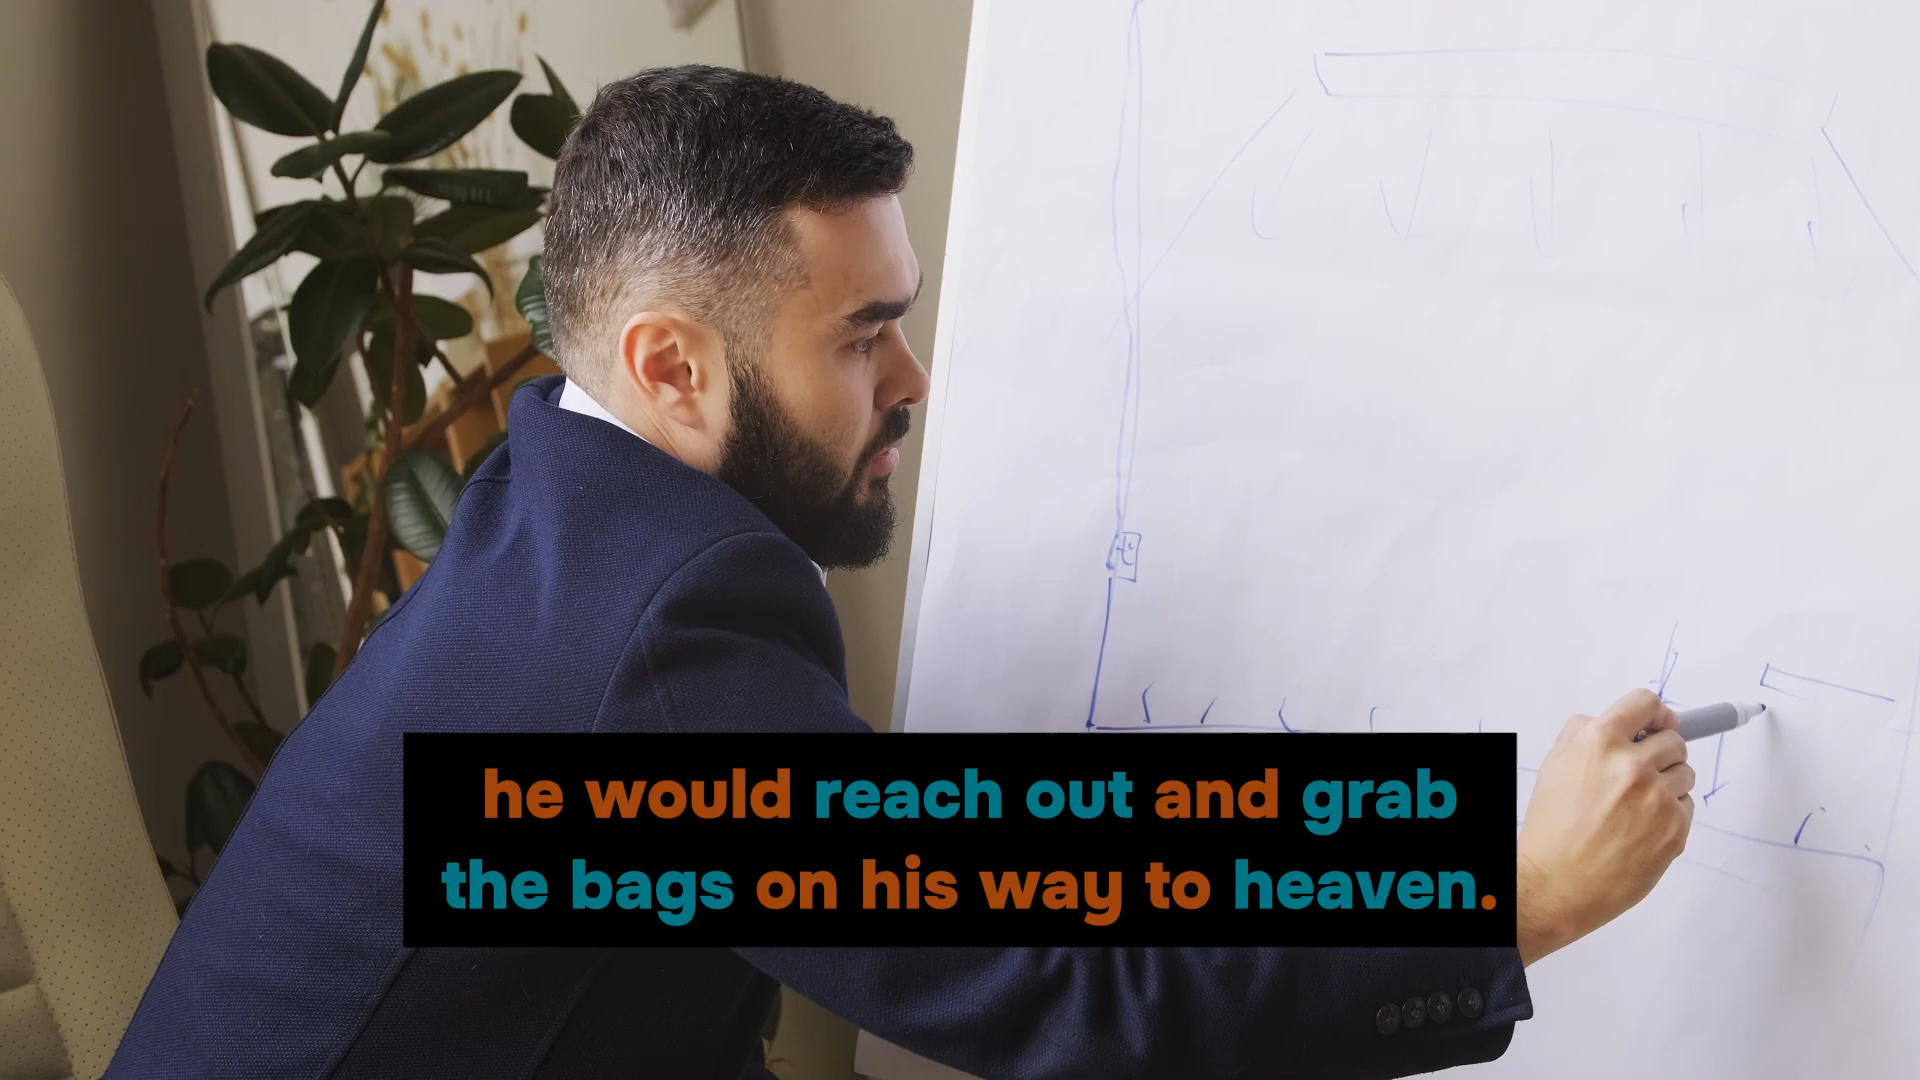 he would reach out and grab
the bags on his way to heaven.